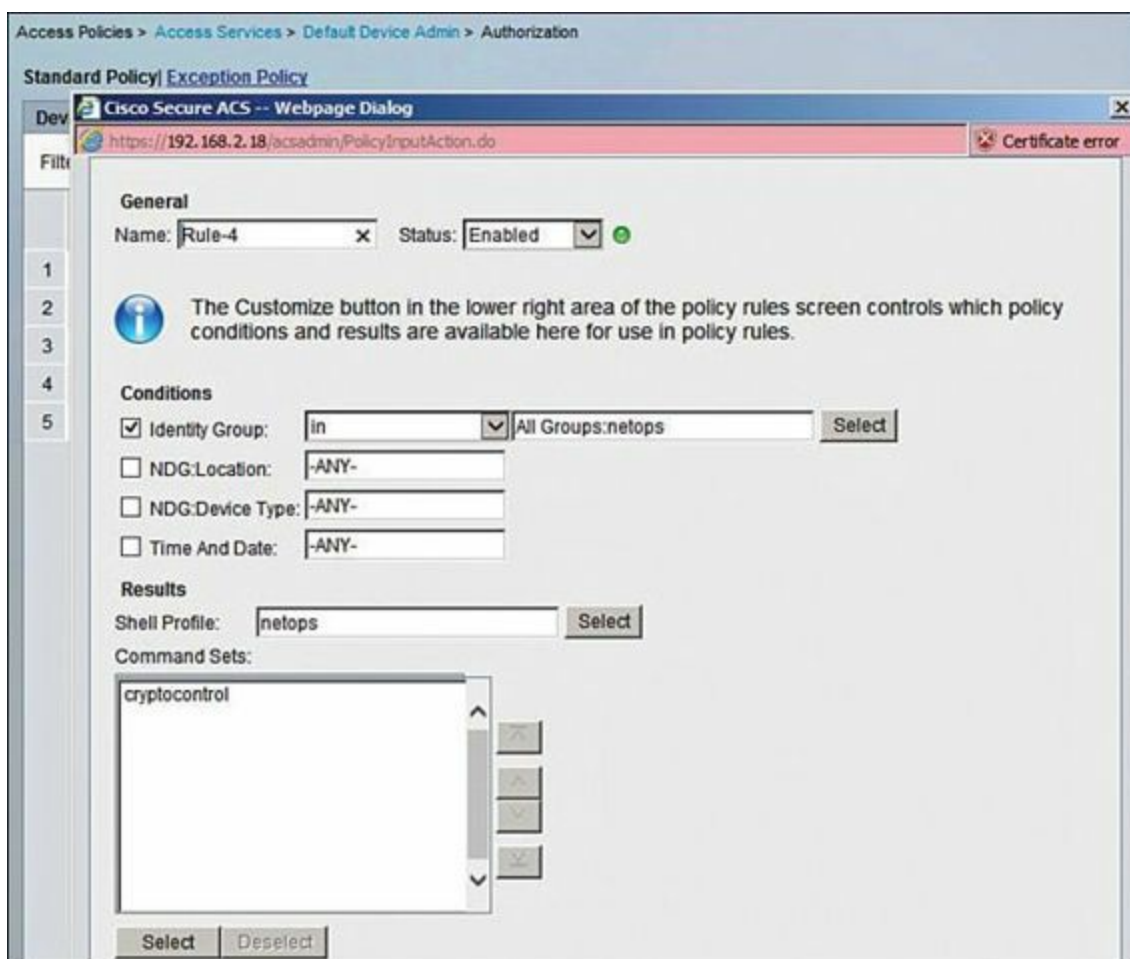 Access Policies > Access Services > Default Device Admin > Authorization
Standard Policy| Exception Policy
Dev
Cisco Secure ACS -- Webpage Dialog
https://192.168.2.18/acsadmin/PolicyInputAction.do
Certificate error
Filte
General
Name: Rule-4 Status: Enabled
1
2
3
4
5
The Customize button in the lower right area of the policy rules screen controls which policy
conditions and results are available here for use in policy rules.
Conditions
Identity Group: in All Groups:netops Select
NDG:Location: -ANY-
NDG:Device Type: -ANY-
Time And Date: -ANY-
Results
Shell Profile: netops Select
Command Sets:
cryptocontrol
Select Deselect